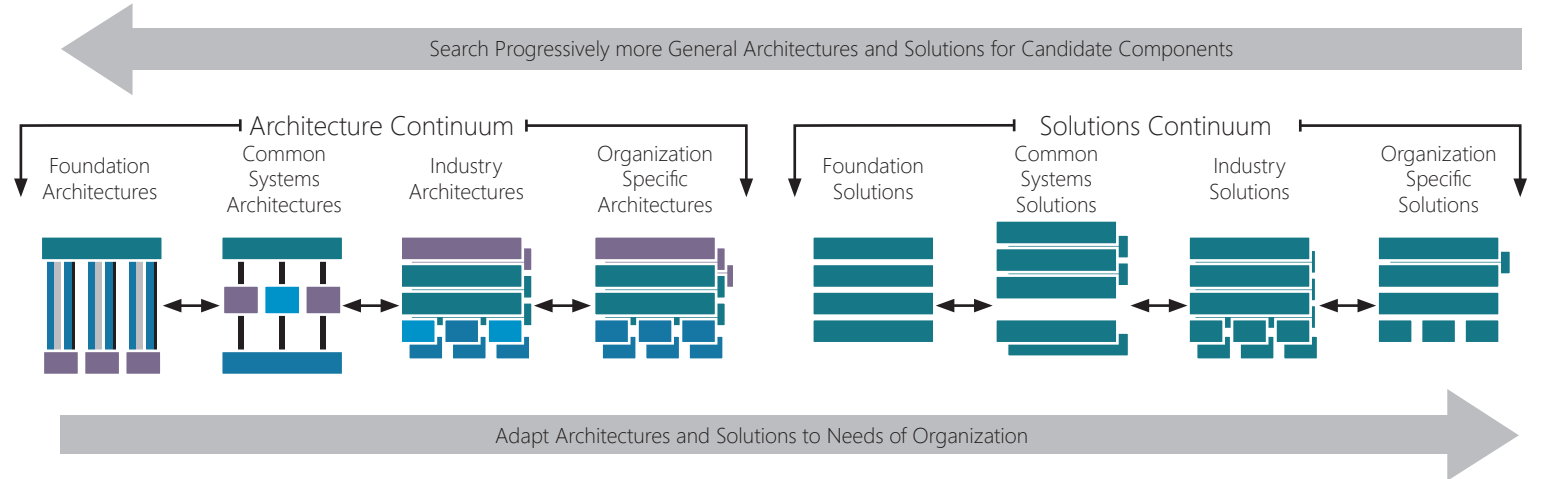 Search Progressively more General Architectures and Solutions for Candidate Components
Architecture Continuum
Foundation
Architectures
Common
Systems
Architectures
Industry
Architectures
Organization
Specific
Architectures
Solutions Continuum
Foundation
Solutions
Common
Systems
Solutions
Industry
Solutions
Organization
Specific
Solutions
Adapt Architectures and Solutions to Needs of Organization